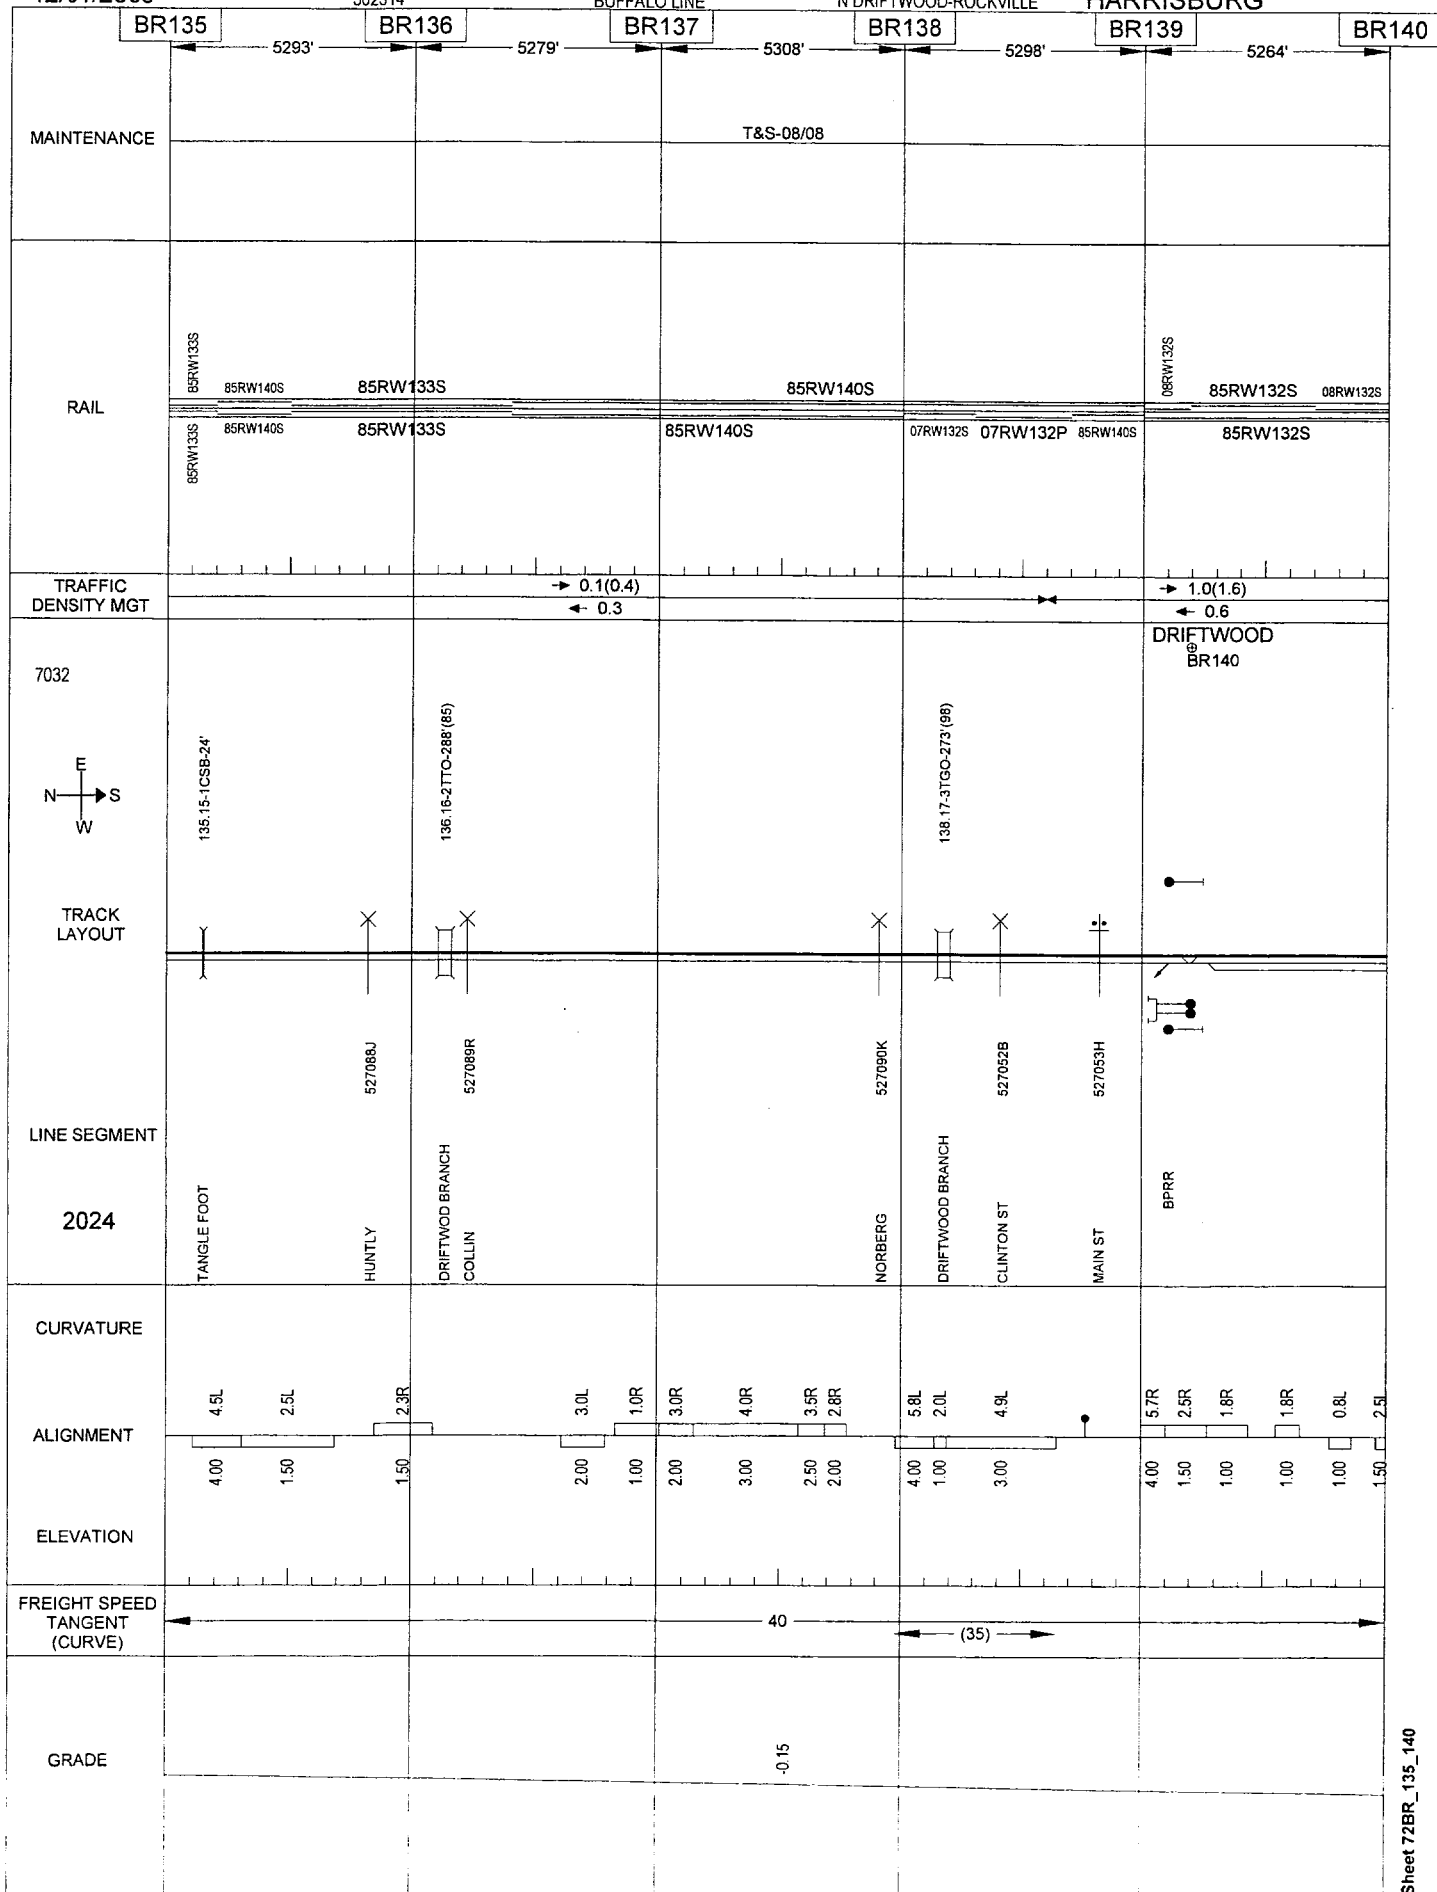 BUFFALO LINE
N DRIFTWOOD-ROCKVILLE
HARRISBURG
BR135 BR136 BR137 BR138 BR139 BR140
5293' 5279' 5308' 5298' 5264'
MAINTENANCE
T&S-08/08
RAIL
85RW133S
85RW140S
85RW133S
85RW140S
08RW132S
85RW132S
08RW132S
85RW133S
85RW140S
85RW133S
85RW140S
07RW132S
07RW132P
85RW140S
85RW132S
TRAFFIC
DENSITY MGT
0.1(0.4)
0.3
1.0(1.6)
0.6
7032
DRIFTWOOD
BR140
E
N S
W
135.15-1CSB-24'
136.16-2TTO-288'(85)
138.17-3TGO-273'(98)
TRACK
LAYOUT
527088J
527089R
527090K
527052B
527053H
LINE SEGMENT
2024
TANGLE FOOT
HUNTLY
DRIFTWOD BRANCH
COLLIN
NORBERG
DRIFTWOOD BRANCH
CLINTON ST
MAIN ST
BPRR
CURVATURE
4.5L 2.5L 2.3R 3.0L 1.0R 3.0R 4.0R 3.5R 2.8R 5.8L 2.0L 4.9L 5.7R 2.5R 1.8R 1.8R 0.8L
ALIGNMENT
4.00 1.50 1.50 2.00 1.00 2.00 3.00 2.50 2.00 4.00 1.00 3.00 4.00 1.50 1.00 1.00 1.00 1.50
ELEVATION
FREIGHT SPEED
TANGENT
(CURVE)
40
(35)
GRADE
-0.15
Sheet 72BR_135_140